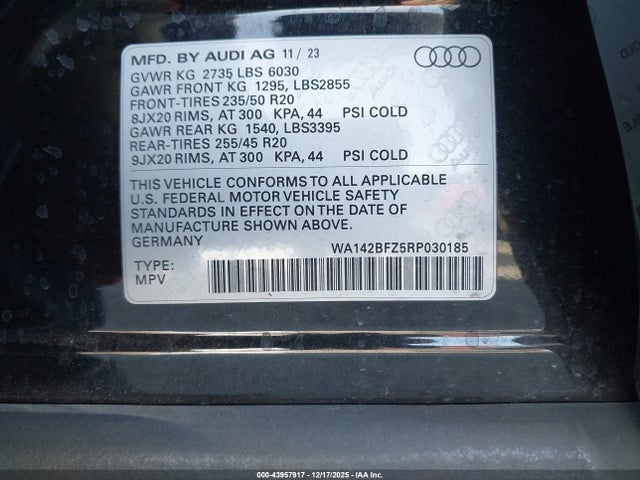 MFD. BY AUDI AG 11 / 23
GVWR KG 2735 LBS 6030
GAWR FRONT KG 1295, LBS2855
FRONT-TIRES 235/50 R20
8JX20 RIMS, AT 300 KPA, 44 PSI COLD
GAWR REAR KG 1540, LBS3395
REAR-TIRES 255/45 R20
9JX20 RIMS, AT 300 KPA, 44 PSI COLD
THIS VEHICLE CONFORMS TO ALL APPLICABLE
U.S. FEDERAL MOTOR VEHICLE SAFETY
STANDARDS IN EFFECT ON THE DATE OF
MANUFACTURE SHOWN ABOVE.
GERMANY WA142BFZ5RP030185
TYPE:
MPV
000-43957917 - 12/17/2025 - IAAI Inc.